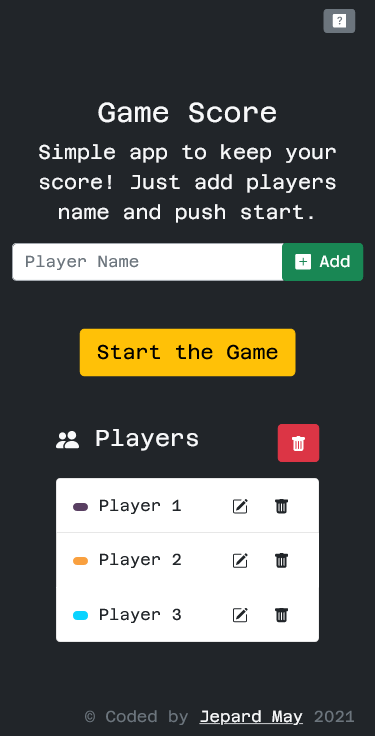 ?
Game Score
Simple app to keep your
score! Just add players
name and push start.
Player Name
Add
Start the Game
Players
Player 1
Player 2
Player 3
© Coded by Jepard May 2021